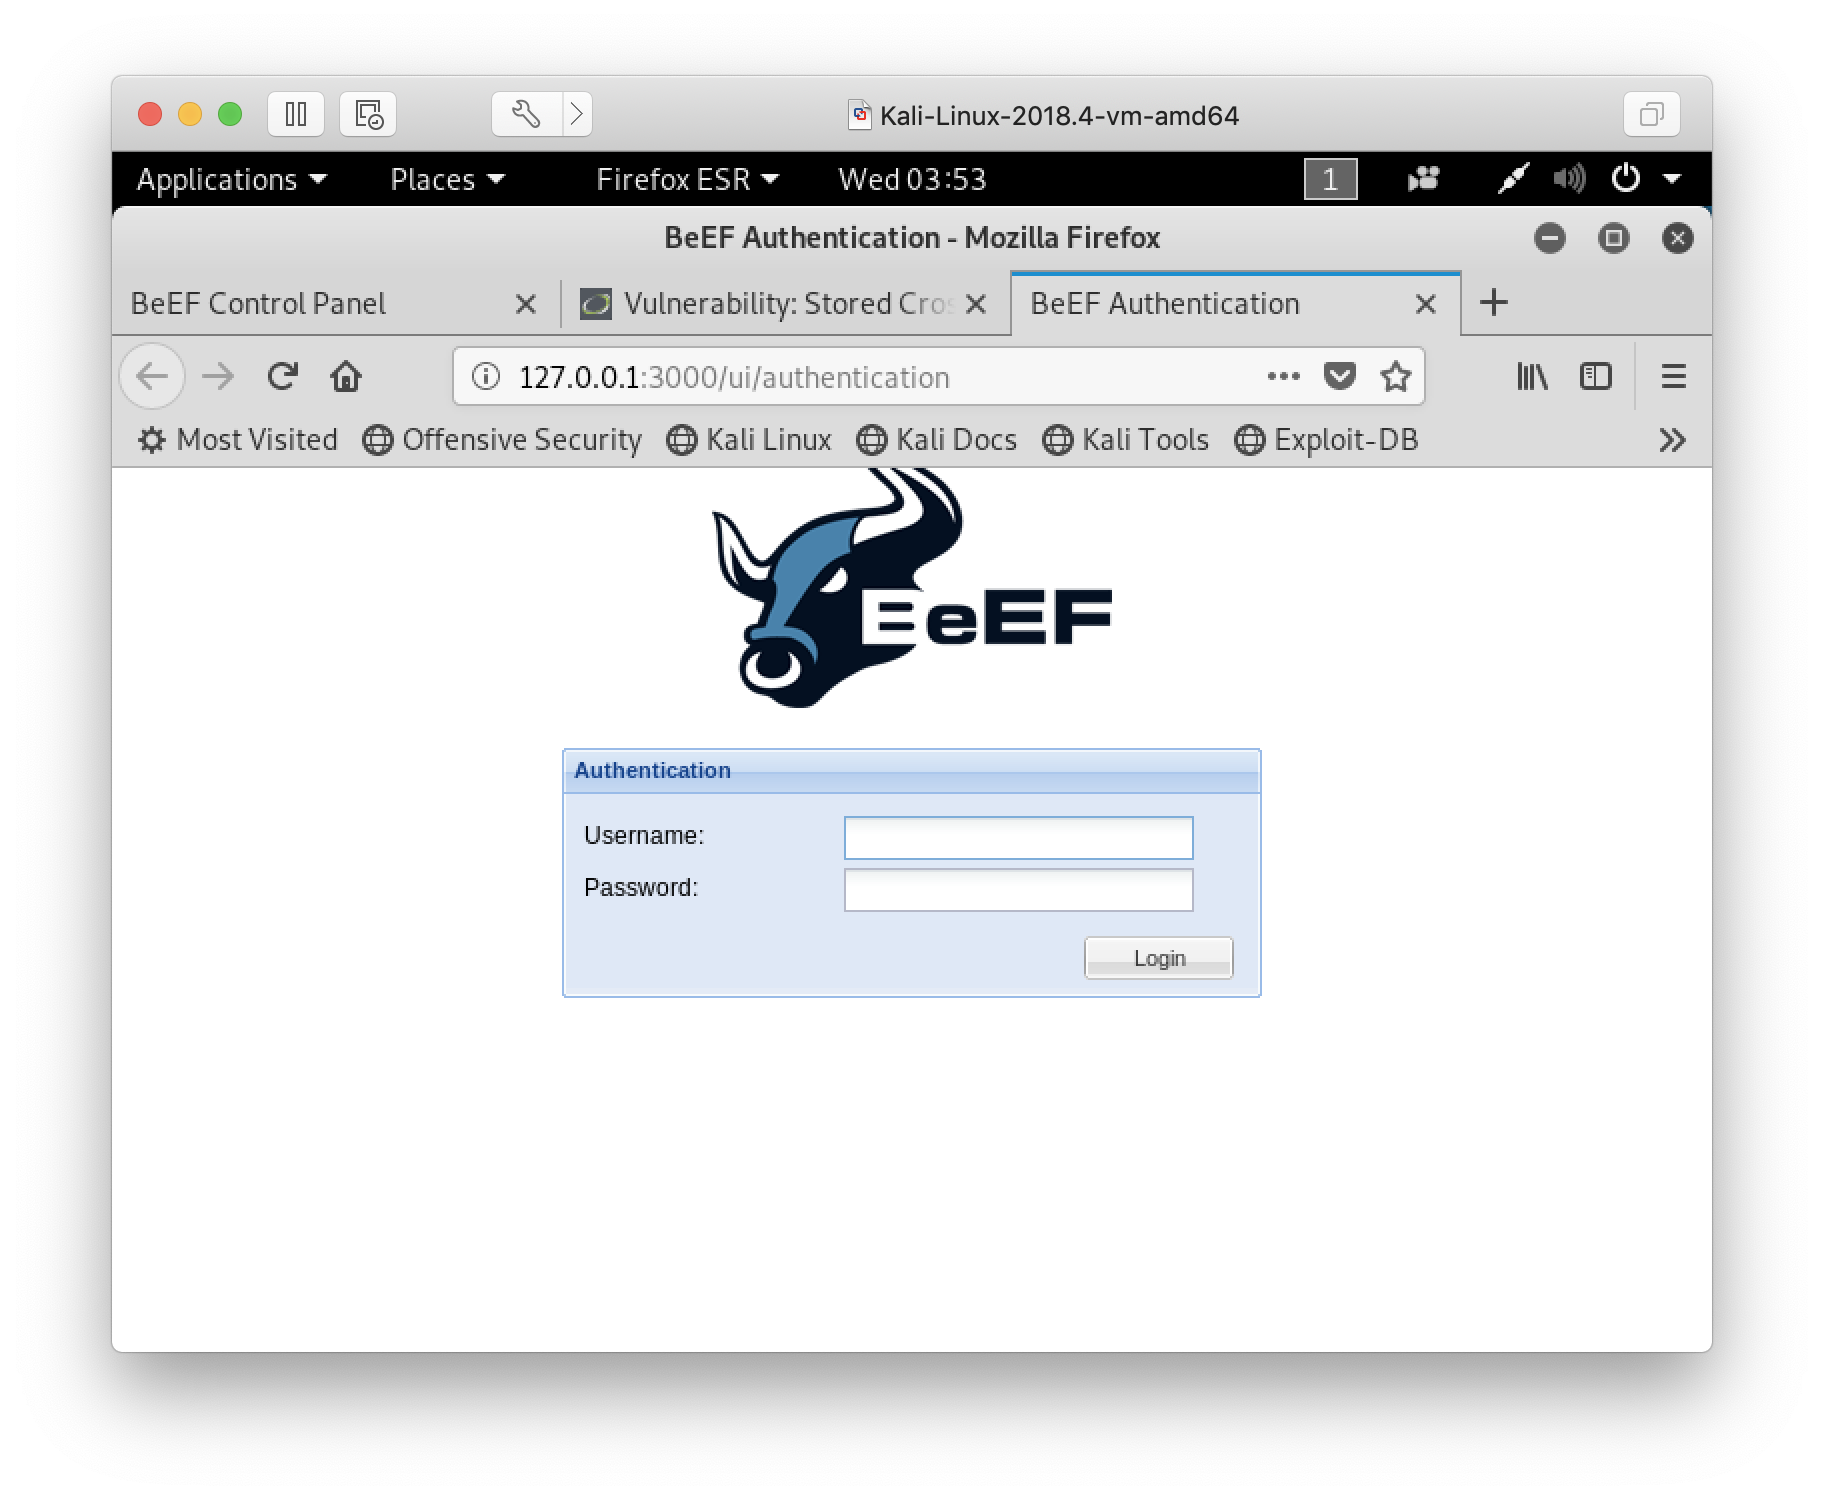 Kali-Linux-2018.4-vm-amd64
Applications Places Firefox ESR Wed 03:53 1
BeEF Authentication - Mozilla Firefox
BeEF Control Panel Vulnerability: Stored Cros BeEF Authentication
127.0.0.1:3000/ui/authentication
Most Visited Offensive Security Kali Linux Kali Docs Kali Tools Exploit-DB
BeEF
Authentication
Username:
Password:
Login